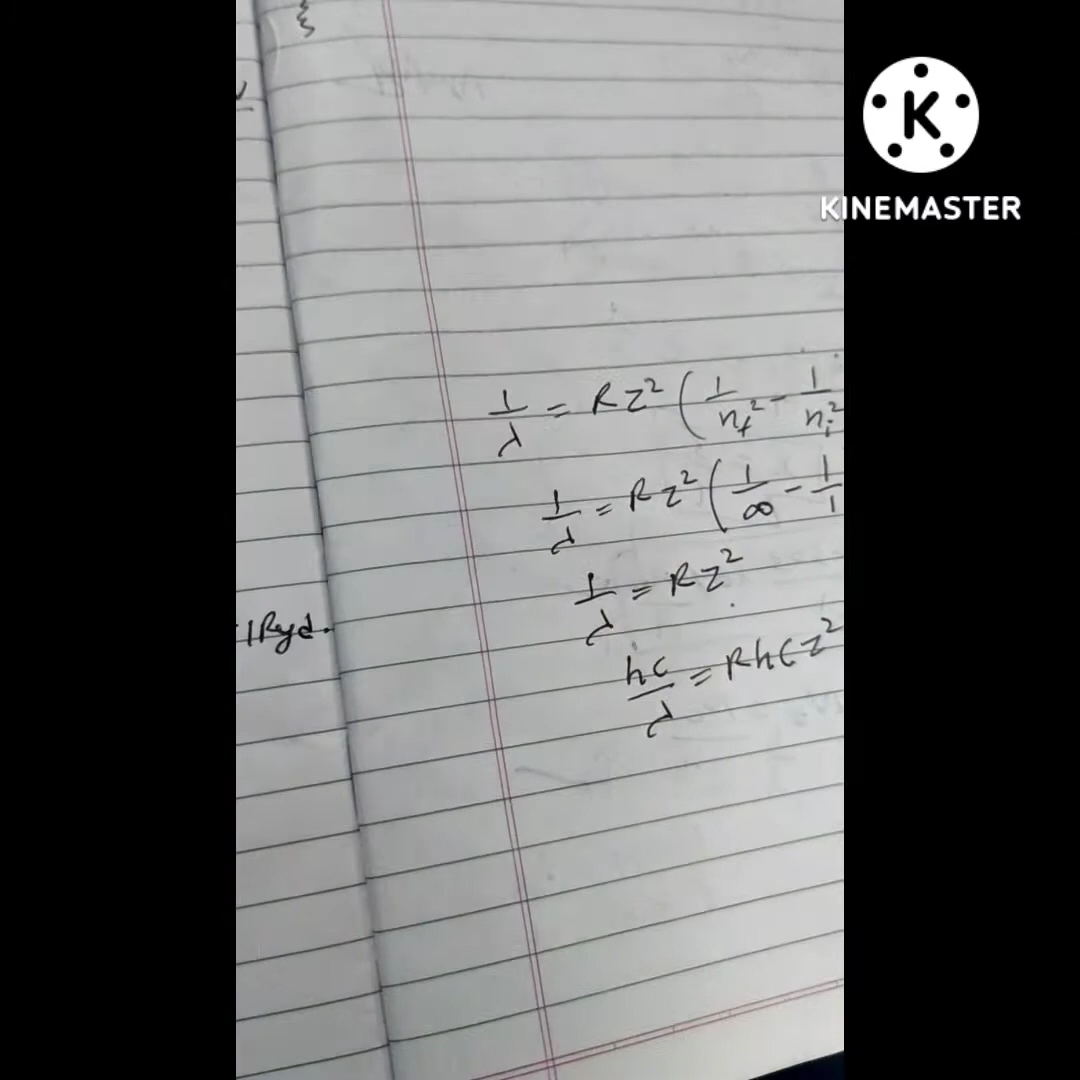 KINEMASTER
1/λ = RZ² (1/n_f² - 1/n_i²
1/λ = RZ² (1/∞ - 1/1
1/λ = RZ²
1Ryd.
hc/λ = RhCZ²